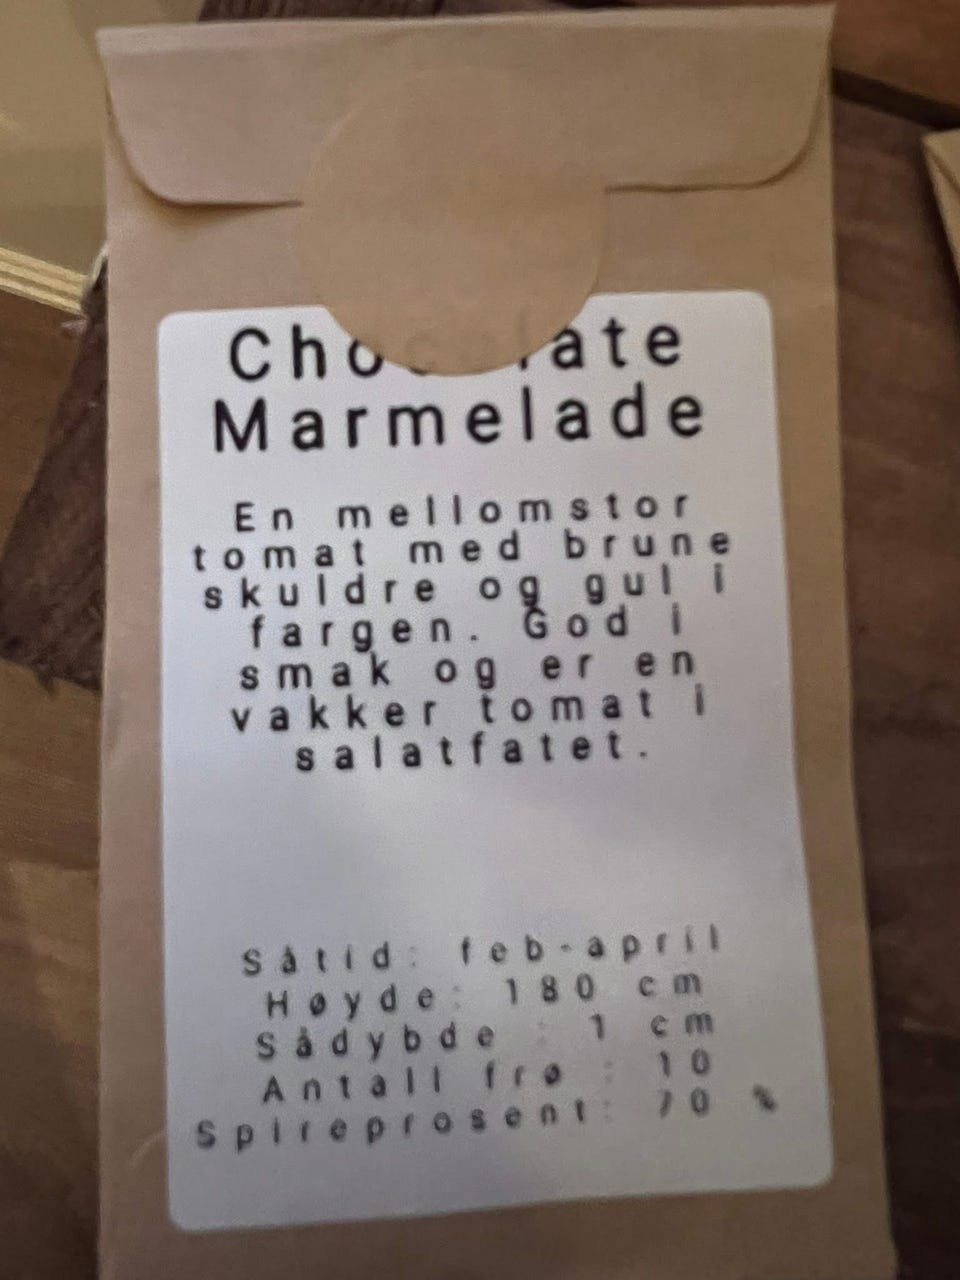 Chocolate
Marmelade
En mellomstor
tomat med brune
skuldre og gul i
fargen. God i
smak og er en
vakker tomat i
salatfatet.
Såtid: feb-april
Høyde: 180 cm
Sådybde : 1 cm
Antall frø : 10
Spireprosent: 70 %